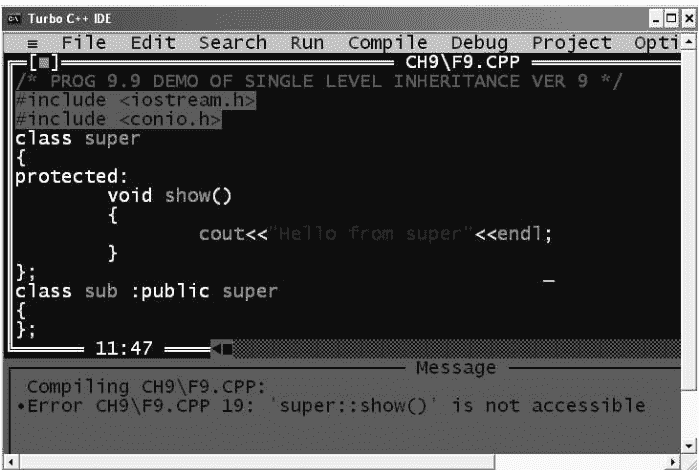 Turbo C++ IDE
≡ File Edit Search Run Compile Debug Project Opti
[■] CH9\F9.CPP
/* PROG 9.9 DEMO OF SINGLE LEVEL INHERITANCE VER 9 */
#include <iostream.h>
#include <conio.h>
class super
{
protected:
void show()
{
cout<<"Hello from super"<<endl;
}
};
class sub :public super
{
};
11:47
Message
Compiling CH9\F9.CPP:
•Error CH9\F9.CPP 19: 'super::show()' is not accessible